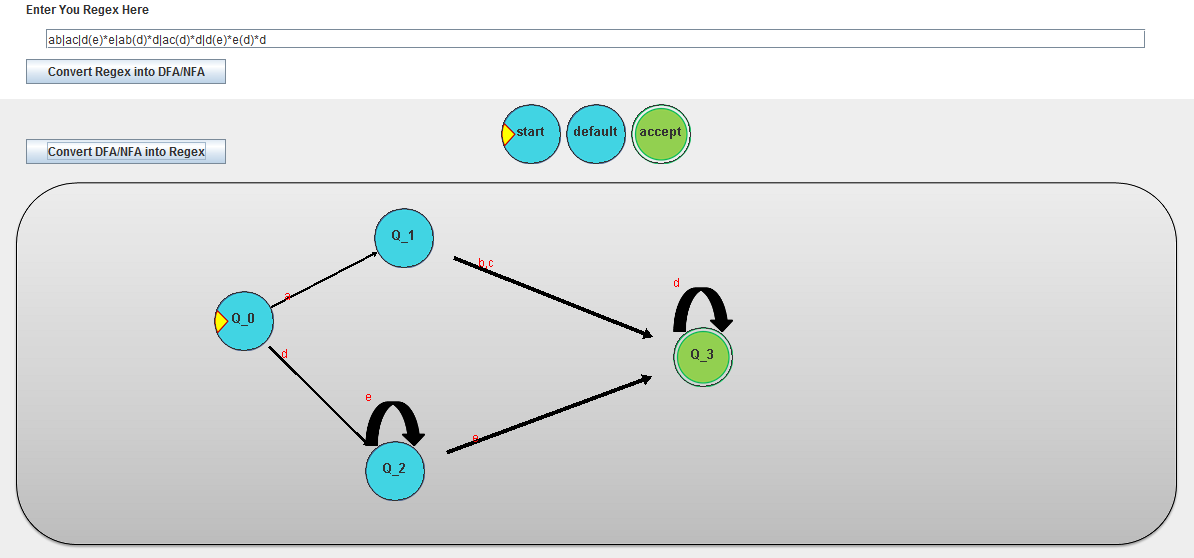 Enter You Regex Here
ab|ac|d(e)*e|ab(d)*d|ac(d)*d|d(e)*e(d)*d
Convert Regex into DFA/NFA
start default accept
Convert DFA/NFA into Regex
Q_1
b,c
d
a
Q_0
d
Q_3
e
e
Q_2